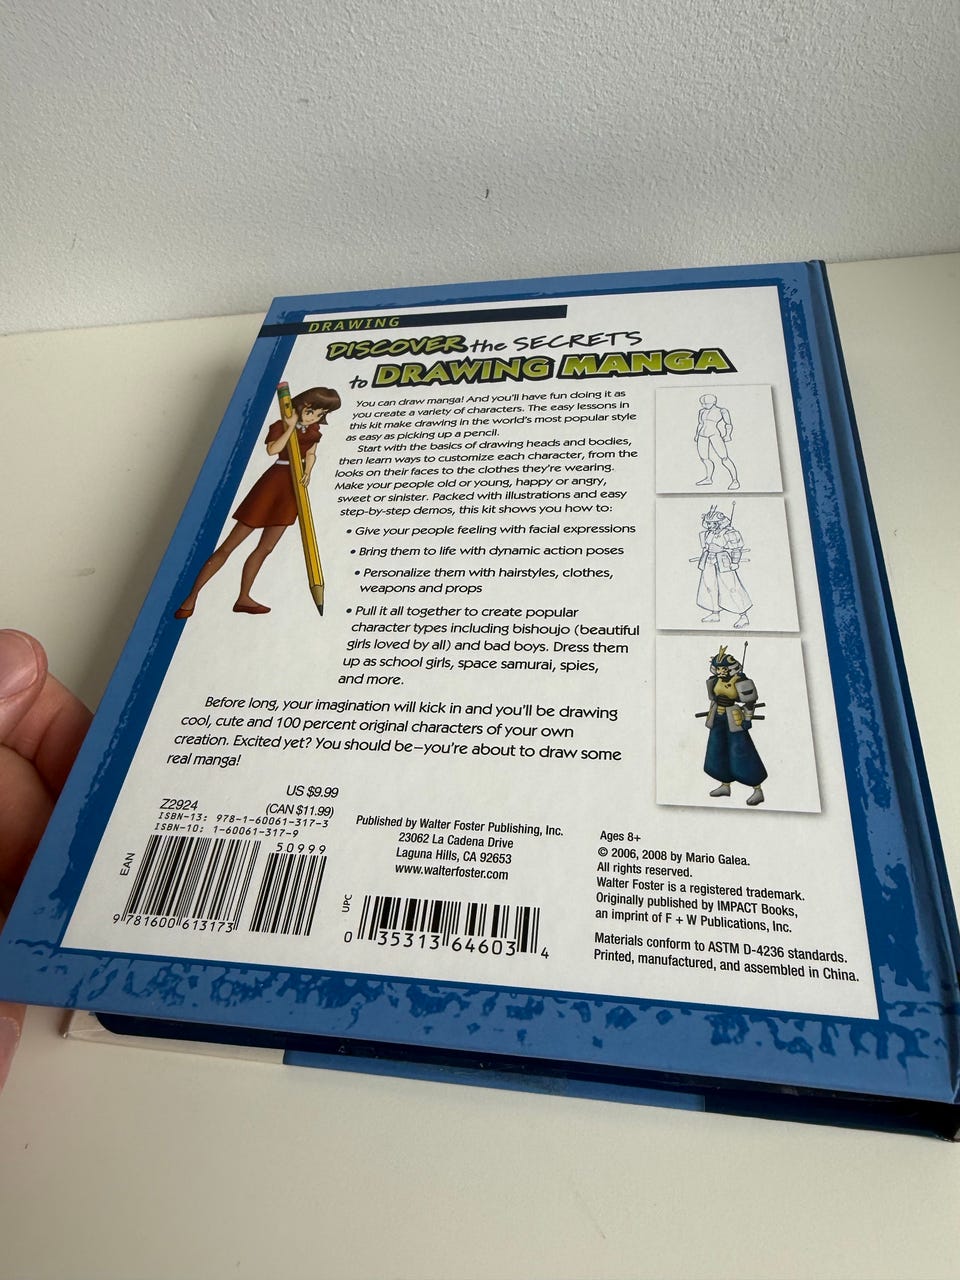 DRAWING
DISCOVER the SECRETS
to DRAWING MANGA
You can draw manga! And you'll have fun doing it as
you create a variety of characters. The easy lessons in
this kit make drawing in the world's most popular style
as easy as picking up a pencil.
Start with the basics of drawing heads and bodies,
then learn ways to customize each character, from the
looks on their faces to the clothes they're wearing.
Make your people old or young, happy or angry,
sweet or sinister. Packed with illustrations and easy
step-by-step demos, this kit shows you how to:
• Give your people feeling with facial expressions
• Bring them to life with dynamic action poses
• Personalize them with hairstyles, clothes,
weapons and props
• Pull it all together to create popular
character types including bishoujo (beautiful
girls loved by all) and bad boys. Dress them
up as school girls, space samurai, spies,
and more.
Before long, your imagination will kick in and you'll be drawing
cool, cute and 100 percent original characters of your own
creation. Excited yet? You should be—you're about to draw some
real manga!
US $9.99
Z2924 (CAN $11.99)
ISBN-13: 978-1-60061-317-3
ISBN-10: 1-60061-317-9
50999
EAN
9 781600 613173
Published by Walter Foster Publishing, Inc.
23062 La Cadena Drive
Laguna Hills, CA 92653
www.walterfoster.com
UPC
0 35313 64603 4
Ages 8+
© 2006, 2008 by Mario Galea.
All rights reserved.
Walter Foster is a registered trademark.
Originally published by IMPACT Books,
an imprint of F + W Publications, Inc.
Materials conform to ASTM D-4236 standards.
Printed, manufactured, and assembled in China.